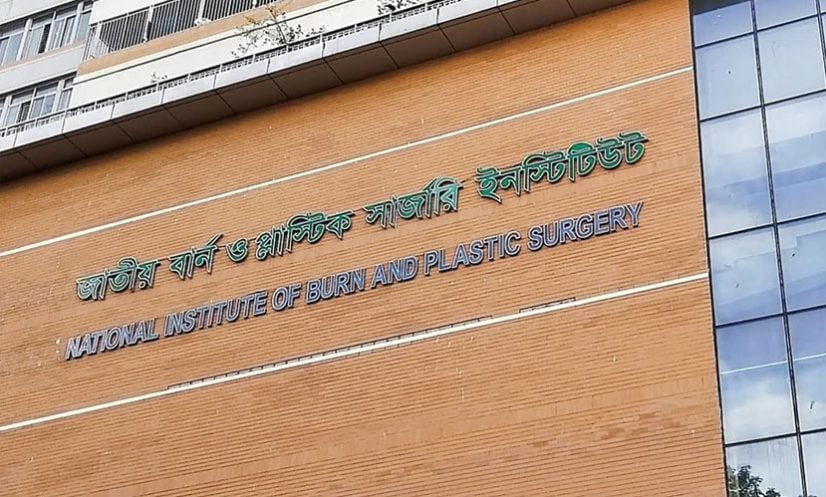 জাতীয় বার্ন ও প্লাস্টিক সার্জারি ইনস্টিটিউট
NATIONAL INSTITUTE OF BURN AND PLASTIC SURGERY